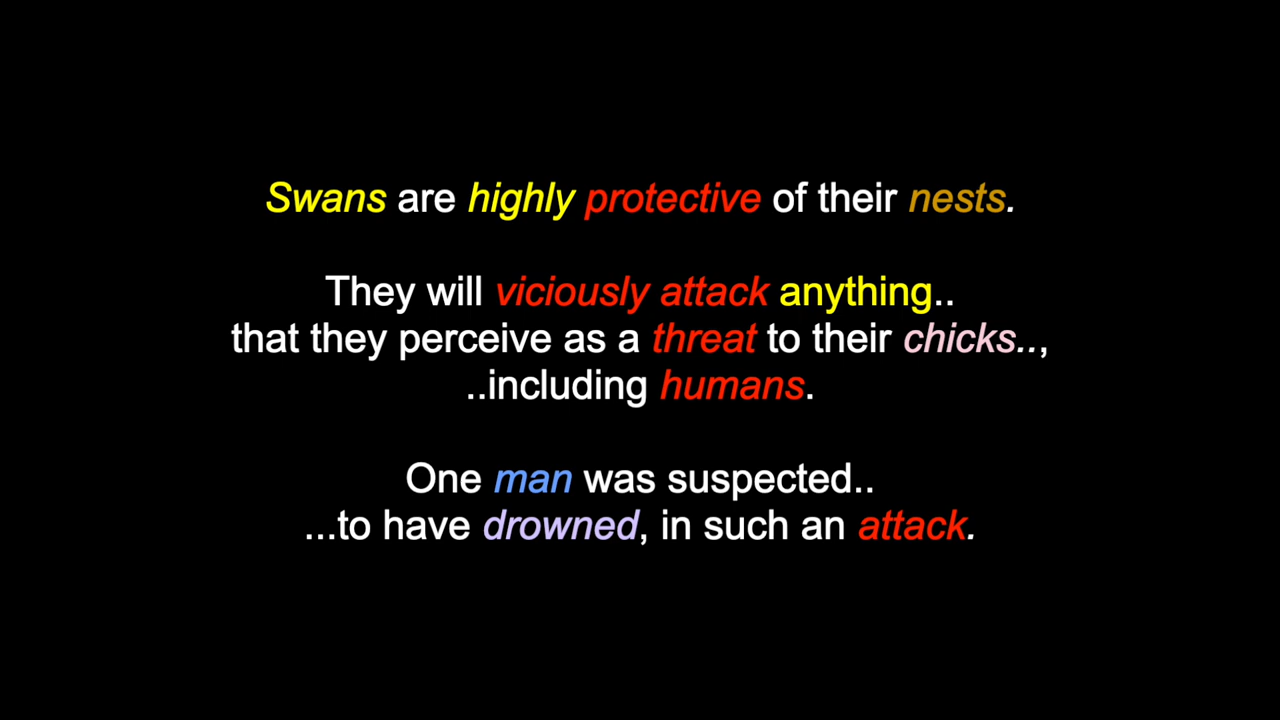 Swans are highly protective of their nests.
They will viciously attack anything..
that they perceive as a threat to their chicks..,
..including humans.
One man was suspected..
...to have drowned, in such an attack.